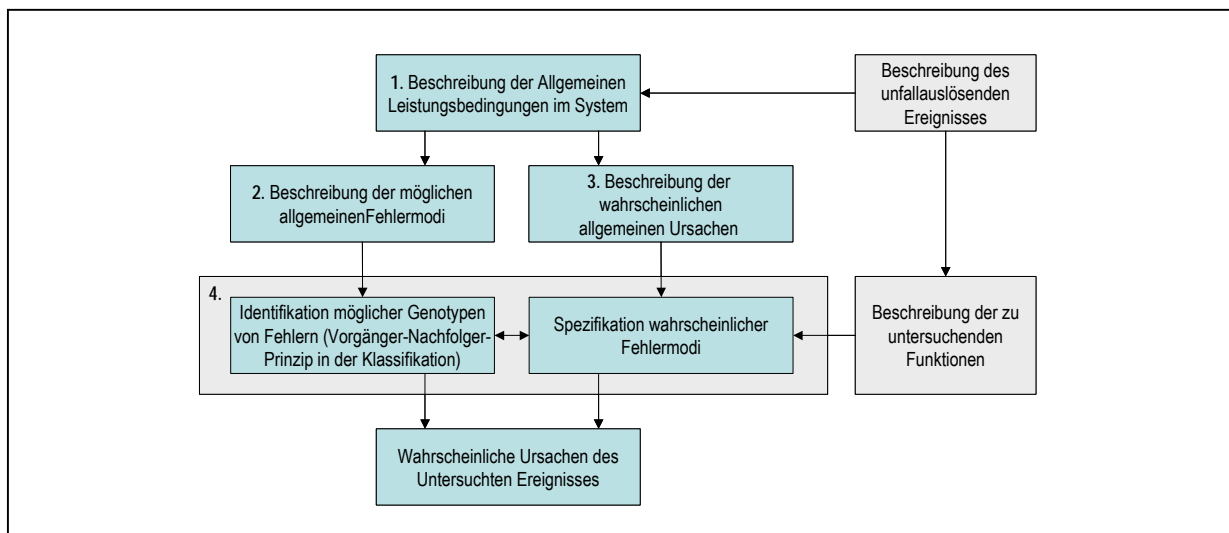 1. Beschreibung der Allgemeinen
Leistungsbedingungen im System
Beschreibung des
unfallauslösenden
Ereignisses
2. Beschreibung der möglichen
allgemeinenFehlermodi
3. Beschreibung der
wahrscheinlichen
allgemeinen Ursachen
4.
Identifikation möglicher Genotypen
von Fehlern (Vorgänger-Nachfolger-
Prinzip in der Klassifikation)
Spezifikation wahrscheinlicher
Fehlermodi
Beschreibung der zu
untersuchenden
Funktionen
Wahrscheinliche Ursachen des
Untersuchten Ereignisses